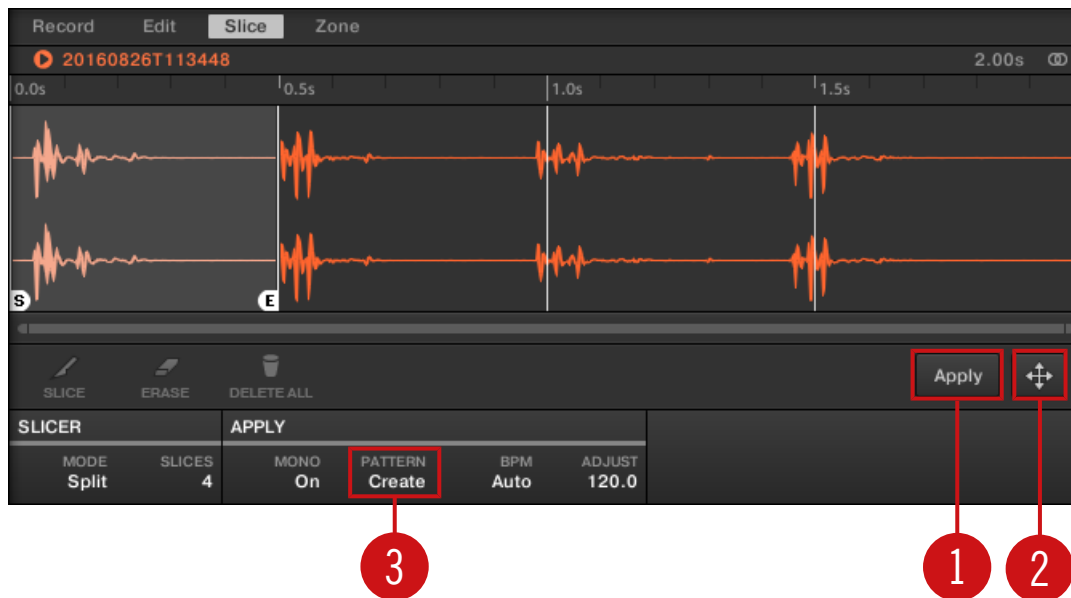 Record Edit Slice Zone
20160826T113448 2.00s
0.0s 0.5s 1.0s 1.5s
S E
SLICE ERASE DELETE ALL Apply
SLICER APPLY
MODE SLICES MONO PATTERN BPM ADJUST
Split 4 On Create Auto 120.0
3 1 2